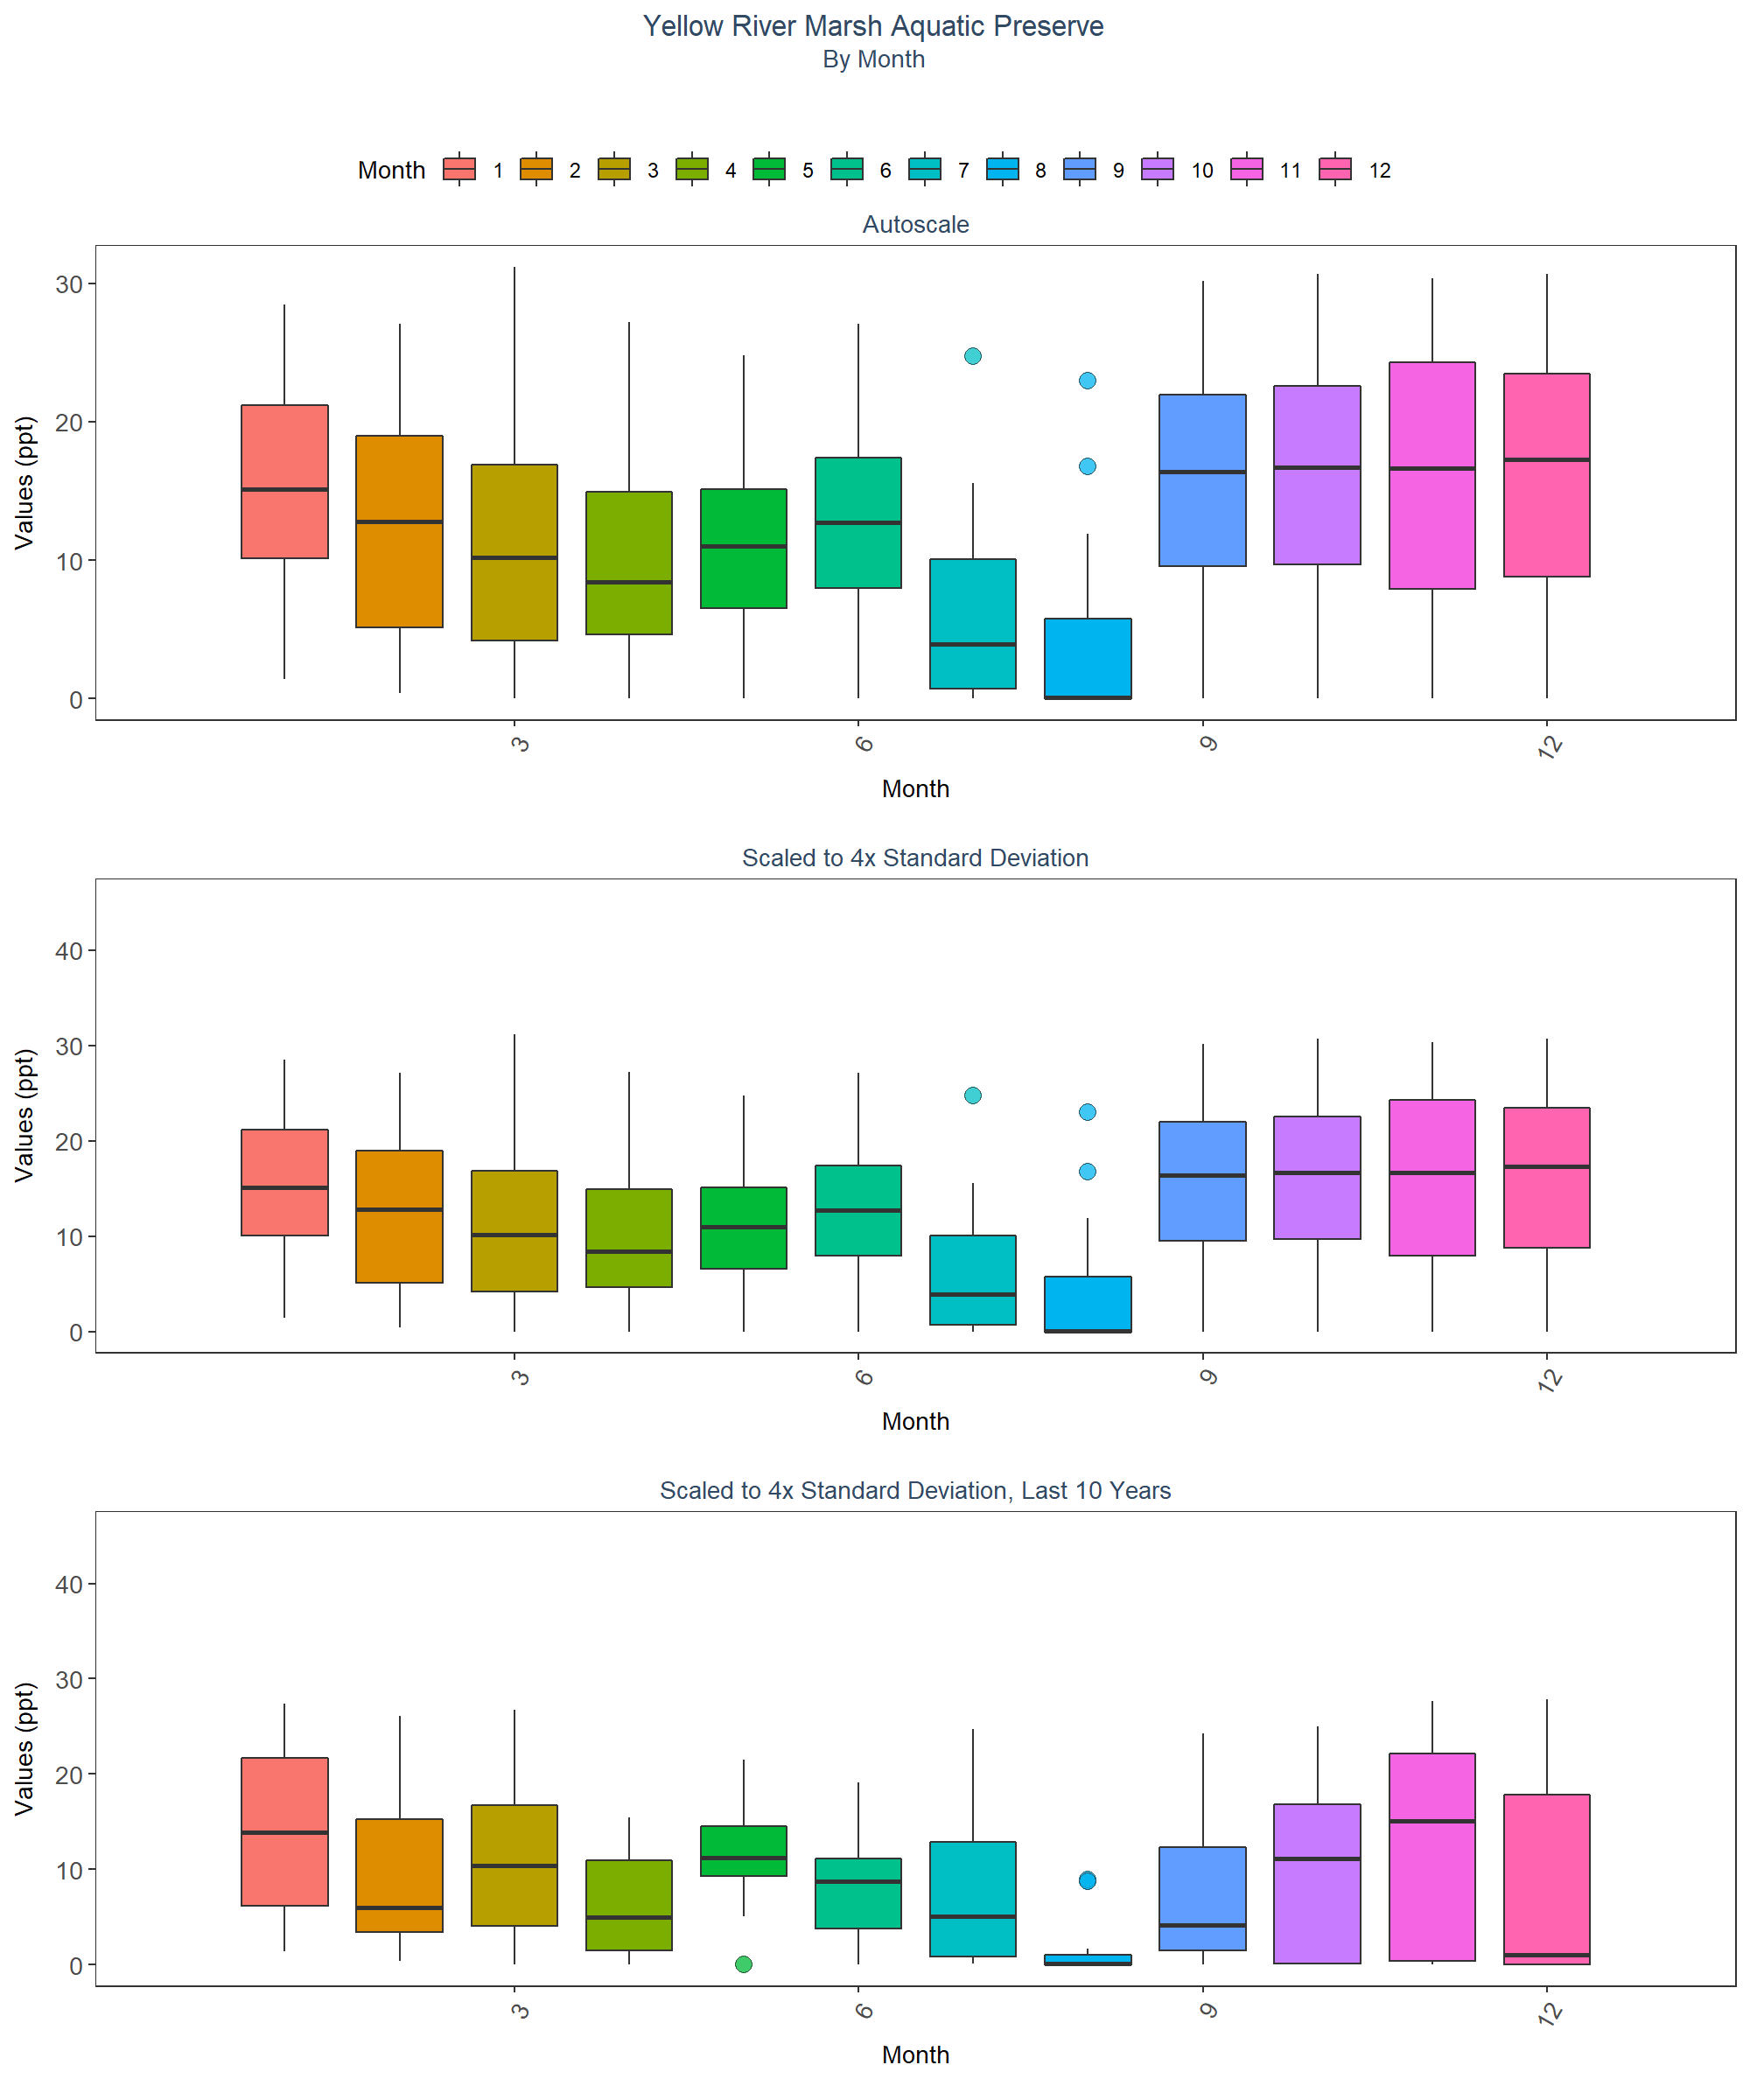 Yellow River Marsh Aquatic Preserve
By Month
Month 1 2 3 4 5 6 7 8 9 10 11 12
Autoscale
Values (ppt)
30
20
10
0
3 6 9 12
Month
Scaled to 4x Standard Deviation
Values (ppt)
40
30
20
10
0
3 6 9 12
Month
Scaled to 4x Standard Deviation, Last 10 Years
Values (ppt)
40
30
20
10
0
3 6 9 12
Month